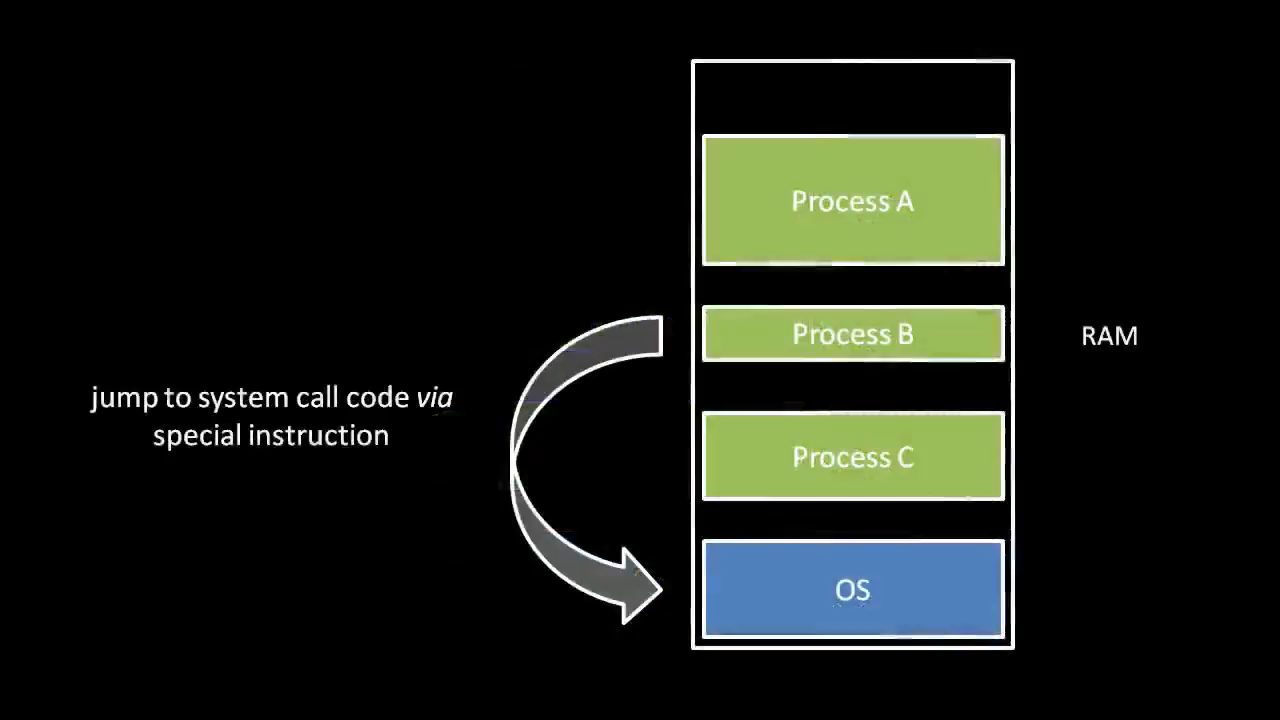 Process A
Process B
RAM
jump to system call code via
special instruction
Process C
OS